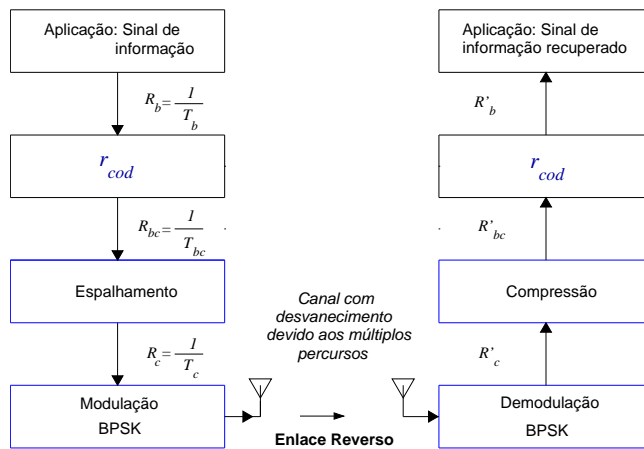 Aplicação: Sinal de
informação
R_b = 1/T_b
r_cod
R_bc = 1/T_bc
Espalhamento
R_c = 1/T_c
Modulação
BPSK
Canal com
desvanecimento
devido aos múltiplos
percursos
Enlace Reverso
Aplicação: Sinal de
informação recuperado
R'_b
r_cod
R'_bc
Compressão
R'_c
Demodulação
BPSK